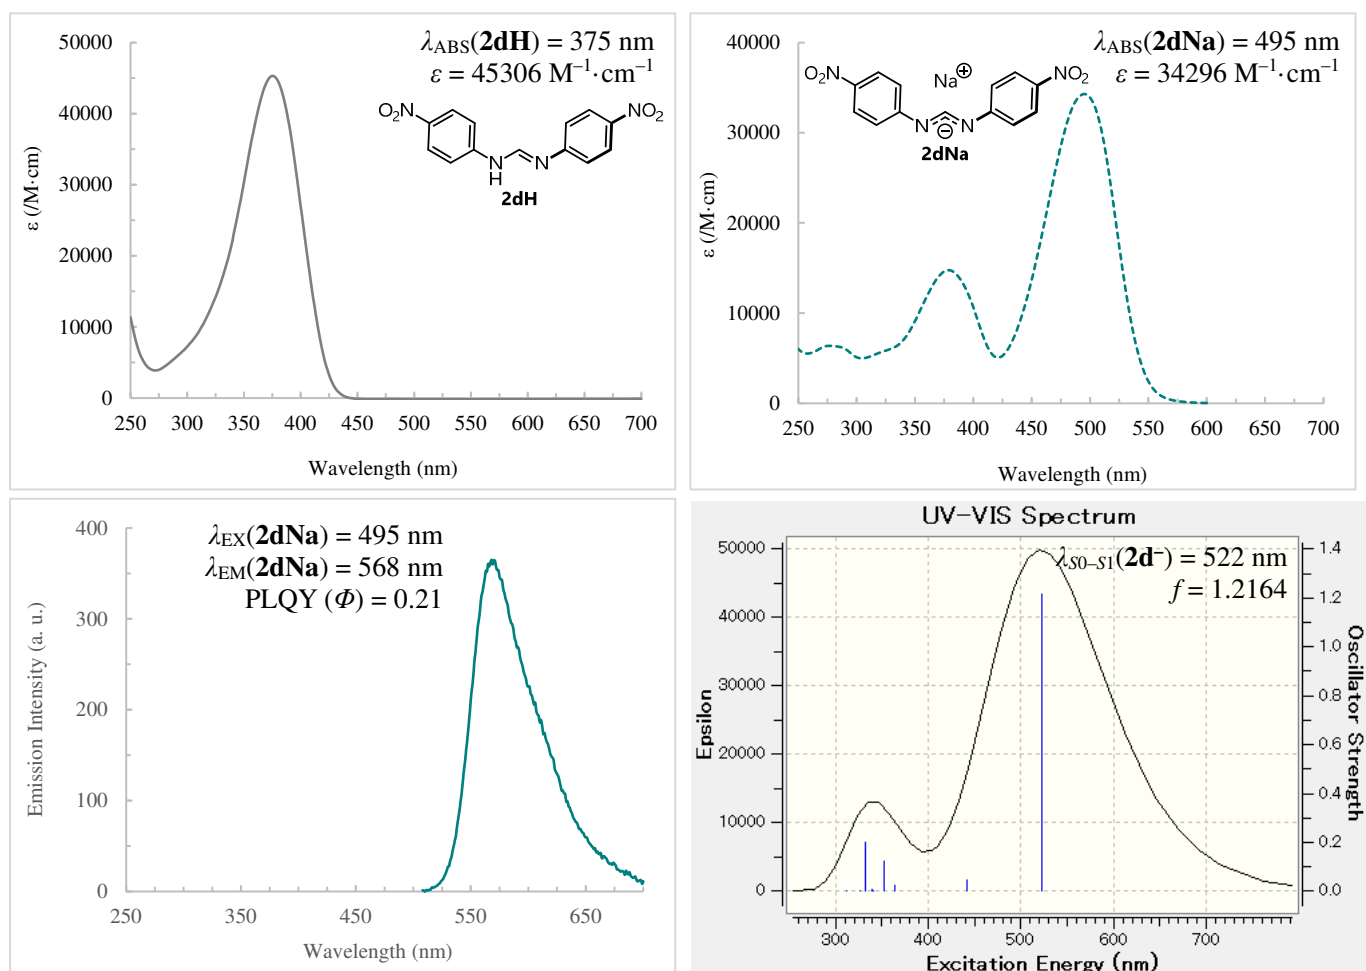 λABS(2dH) = 375 nm
ε = 45306 M⁻¹·cm⁻¹
50000
40000
30000
20000
10000
0
ε (/M·cm)
O₂N
NO₂
N
H
N
2dH
250 300 350 400 450 500 550 600 650 700
Wavelength (nm)
λABS(2dNa) = 495 nm
ε = 34296 M⁻¹·cm⁻¹
40000
30000
20000
10000
0
ε (/M·cm)
O₂N
Na⊕
NO₂
N
N
⊖
2dNa
250 300 350 400 450 500 550 600 650 700
Wavelength (nm)
λEX(2dNa) = 495 nm
λEM(2dNa) = 568 nm
PLQY (Φ) = 0.21
400
300
200
100
0
Emission Intensity (a. u.)
250 350 450 550 650
Wavelength (nm)
UV-VIS Spectrum
λS0–S1(2d⁻) = 522 nm
f = 1.2164
50000
40000
30000
20000
10000
0
Epsilon
1.4
1.2
1.0
0.8
0.6
0.4
0.2
0.0
Oscillator Strength
300 400 500 600 700
Excitation Energy (nm)